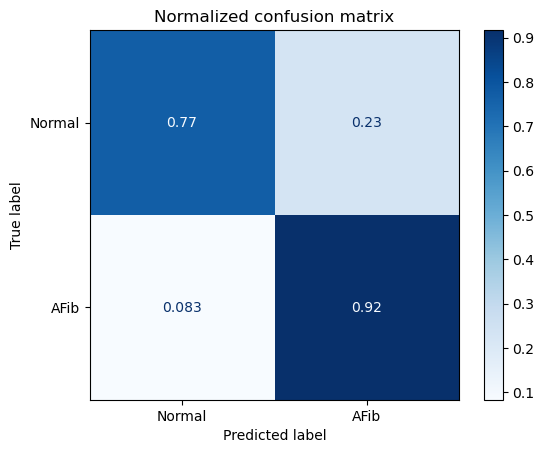 Normalized confusion matrix
0.9
0.8
Normal 0.77 0.23
0.7
0.6
True label
0.5
0.4
AFib 0.083 0.92
0.3
0.2
0.1
Normal AFib
Predicted label